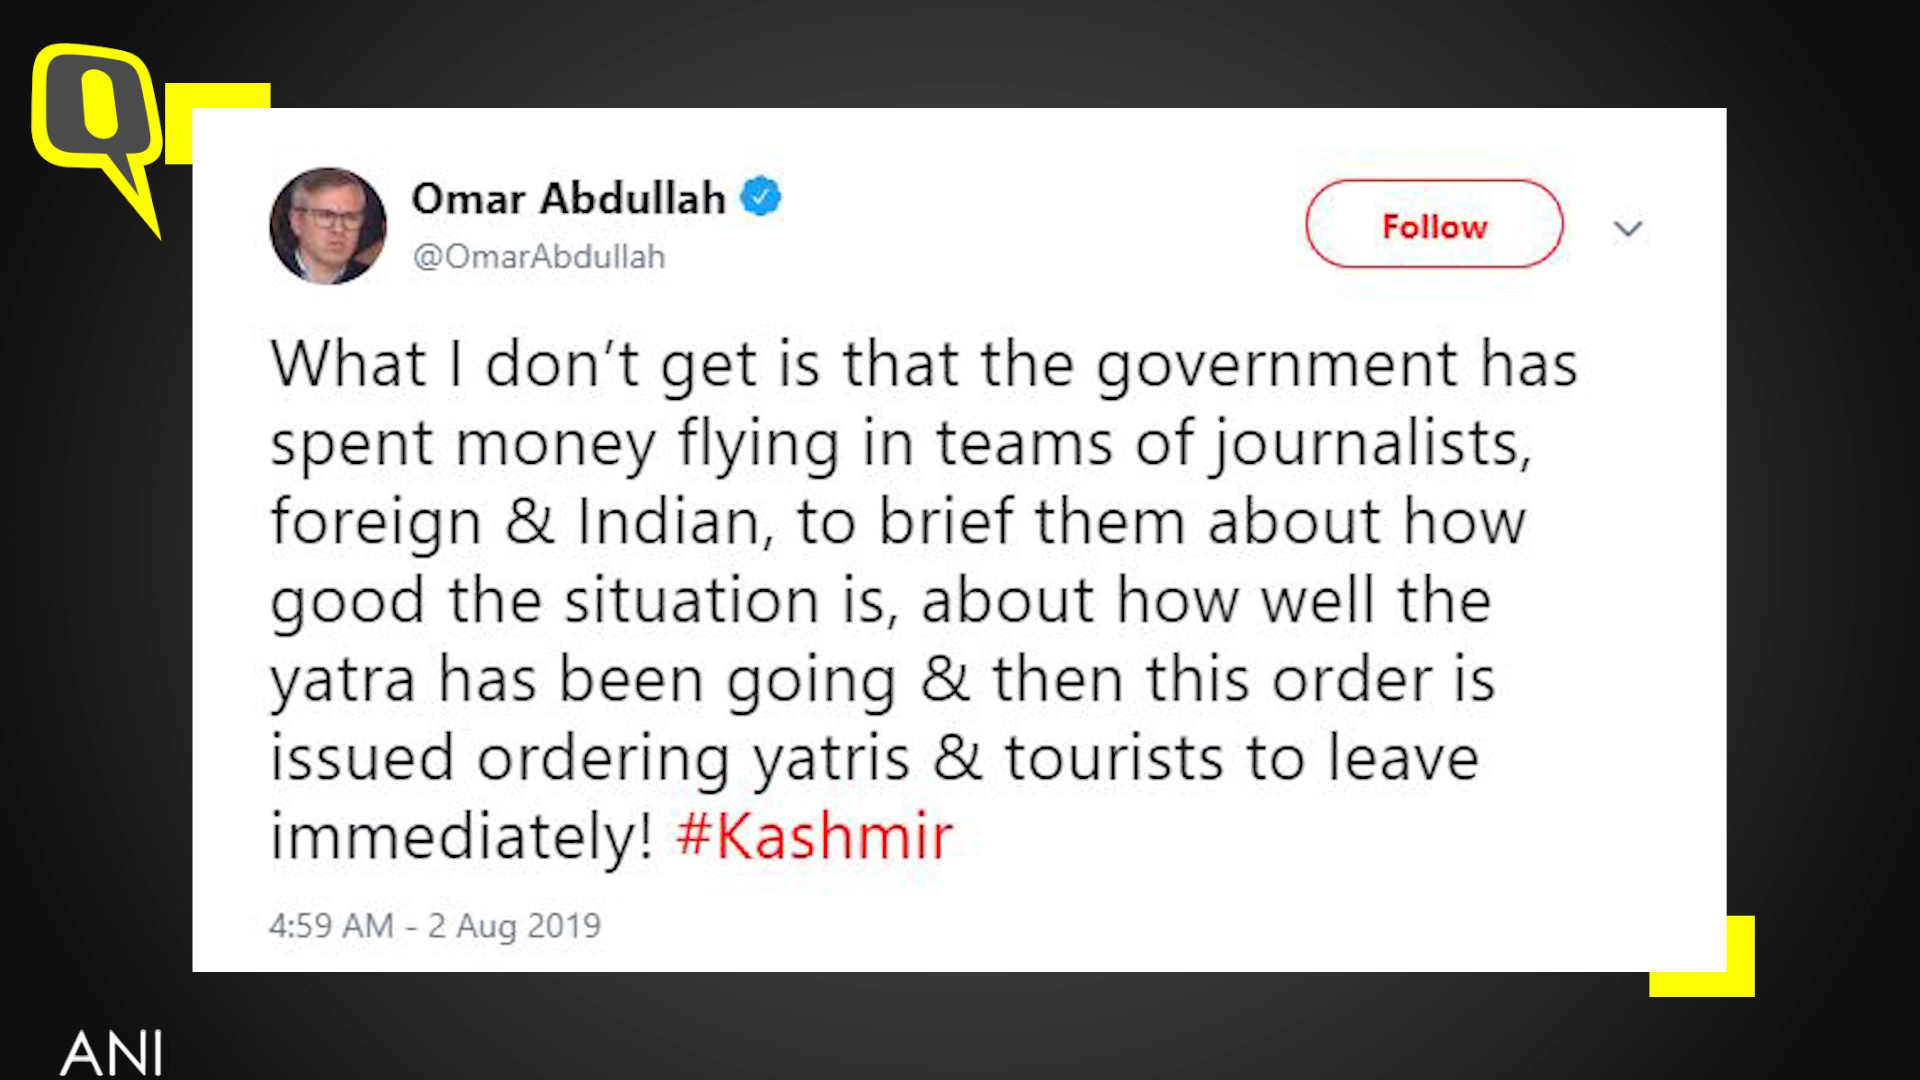 Q
Omar Abdullah
@OmarAbdullah
Follow
What I don't get is that the government has
spent money flying in teams of journalists,
foreign & Indian, to brief them about how
good the situation is, about how well the
yatra has been going & then this order is
issued ordering yatris & tourists to leave
immediately! #Kashmir
4:59 AM - 2 Aug 2019
ANI